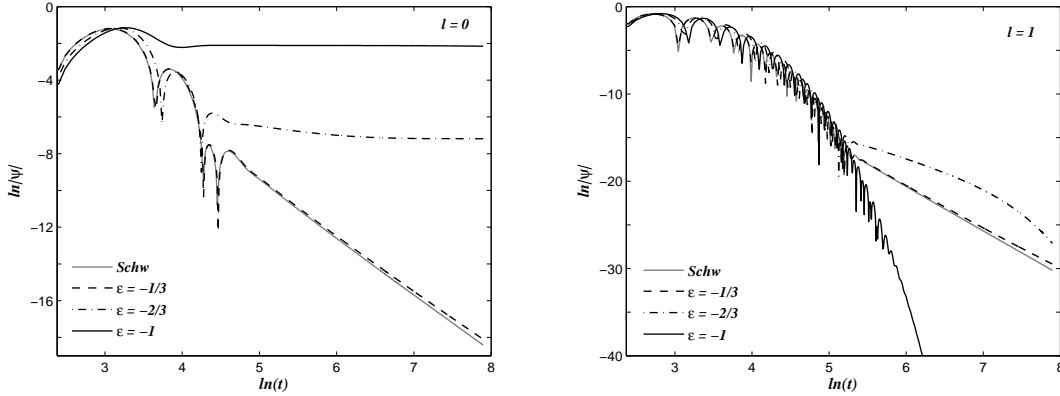 l = 0
0
−4
−8
−12
−16
ln|ψ|
Schw
ε = −1/3
ε = −2/3
ε = −1
3 4 5 6 7 8
ln(t)
l = 1
0
−10
−20
−30
−40
ln|ψ|
Schw
ε = −1/3
ε = −2/3
ε = −1
3 4 5 6 7 8
ln(t)